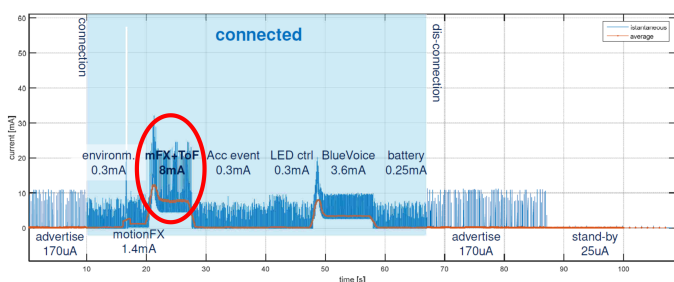 connected
connection
dis-connection
istantaneous
average
current [mA]
60
50
40
30
20
10
0
environm.
0.3mA
mFX+ToF
8mA
Acc event
0.3mA
LED ctrl
0.3mA
BlueVoice
3.6mA
battery
0.25mA
advertise
170uA
motionFX
1.4mA
advertise
170uA
stand-by
25uA
10 20 30 40 50 60 70 80 90 100
time [s]